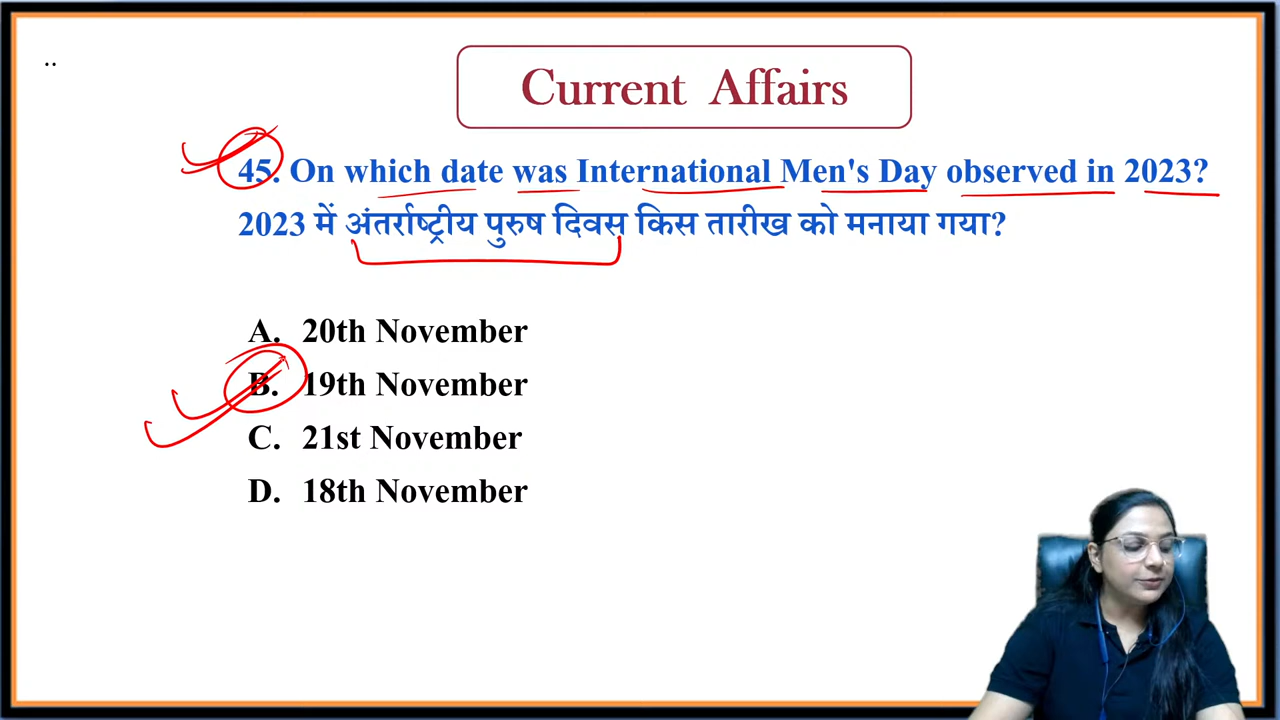 ..
Current Affairs
45. On which date was International Men's Day observed in 2023?
2023 में अंतर्राष्ट्रीय पुरुष दिवस किस तारीख को मनाया गया?
A. 20th November
B. 19th November
C. 21st November
D. 18th November